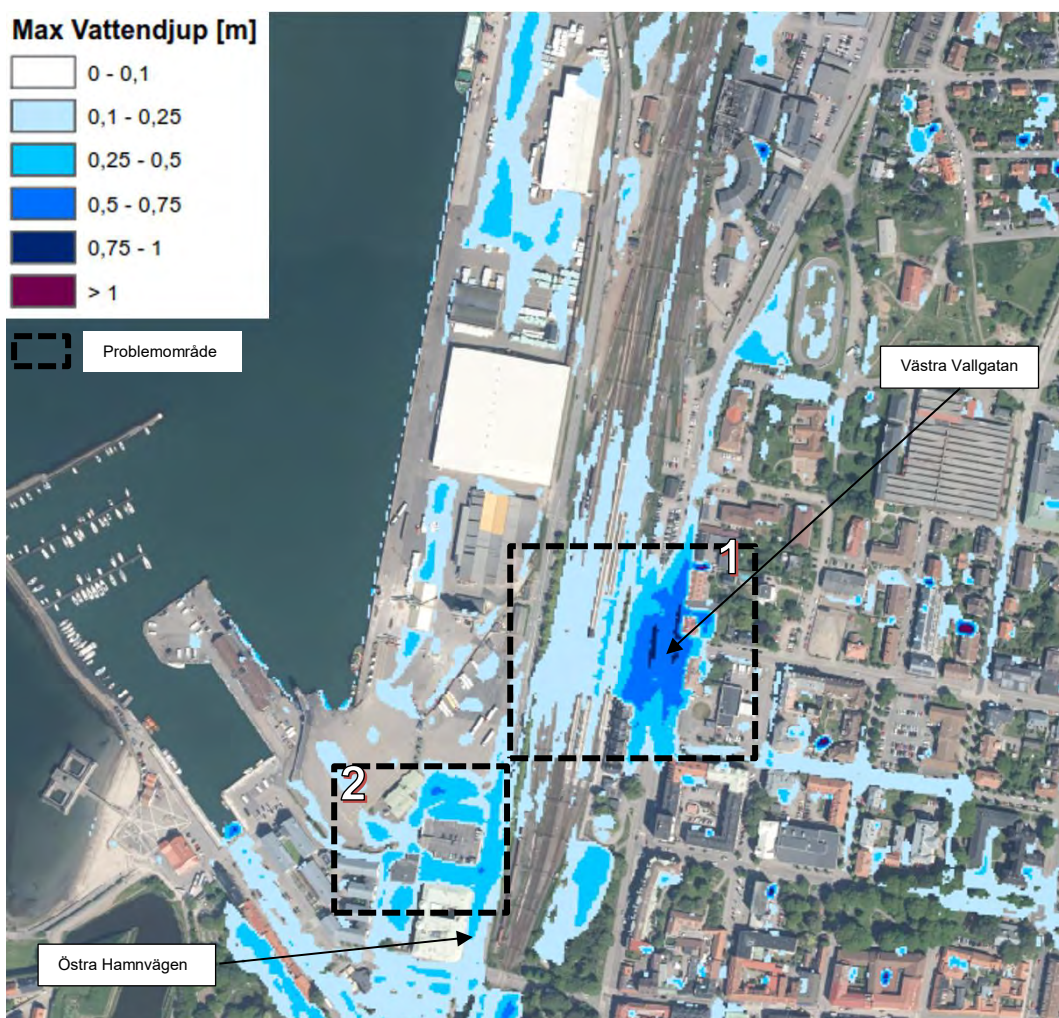 Max Vattendjup [m]
0 - 0,1
0,1 - 0,25
0,25 - 0,5
0,5 - 0,75
0,75 - 1
> 1
Problemområde
Västra Vallgatan
1
2
Östra Hamnvägen